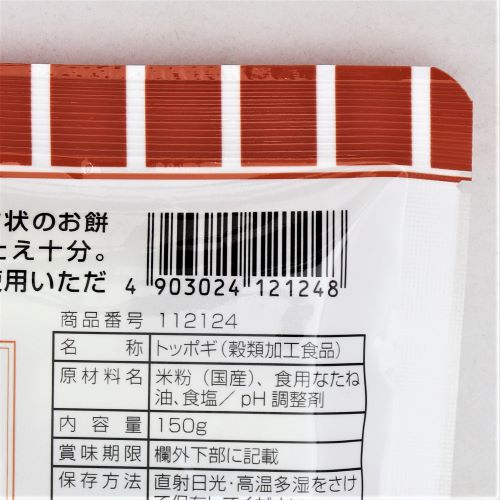 状のお餅
たえ十分。
使用いただ
4 903024 121248
商品番号 112124
名 称 トッポギ(穀類加工食品)
原材料名 米粉(国産)、食用なたね
油、食塩/pH調整剤
内容量 150g
賞味期限 欄外下部に記載
保存方法 直射日光・高温多湿をさけ